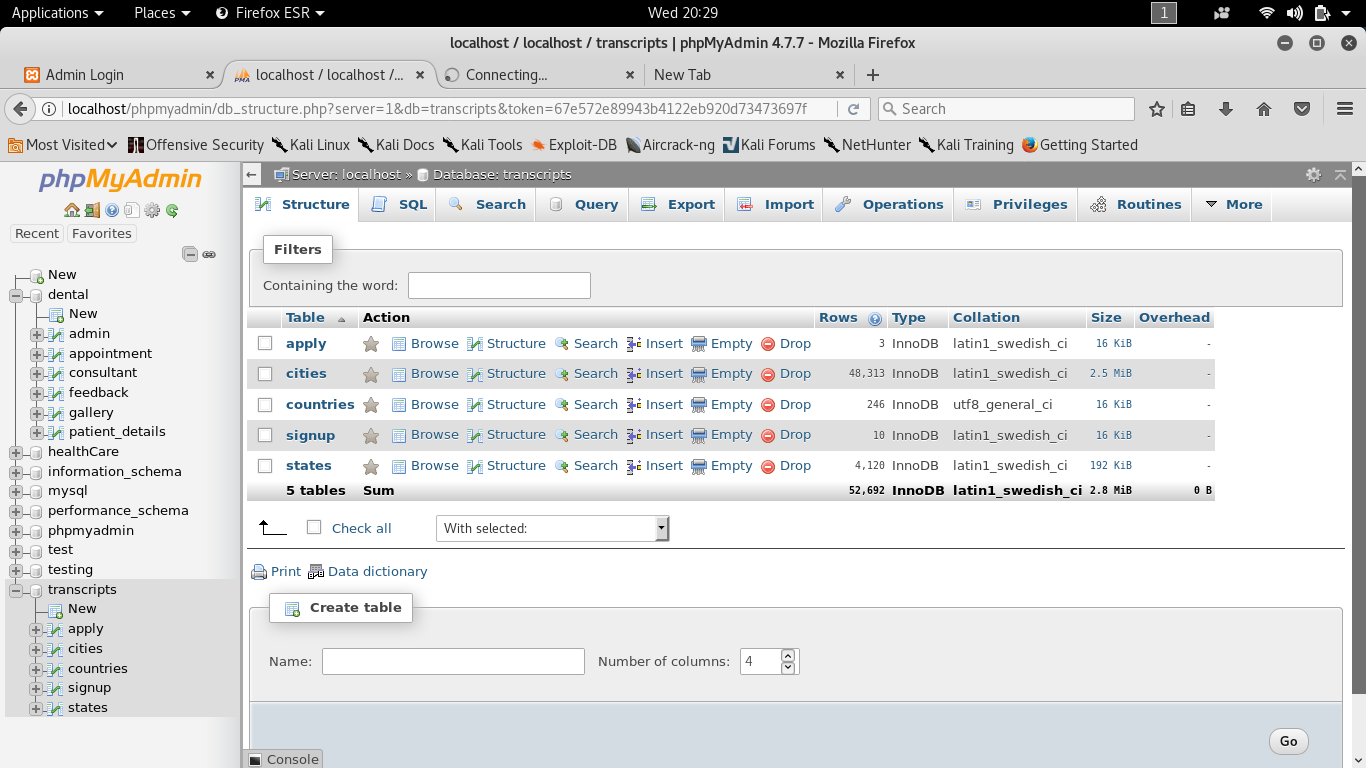 Applications Places Firefox ESR Wed 20:29 1
localhost / localhost / transcripts | phpMyAdmin 4.7.7 - Mozilla Firefox
Admin Login localhost / localhost /... Connecting... New Tab
localhost/phpmyadmin/db_structure.php?server=1&db=transcripts&token=67e572e89943b4122eb920d73473697f Search
Most Visited Offensive Security Kali Linux Kali Docs Kali Tools Exploit-DB Aircrack-ng Kali Forums NetHunter Kali Training Getting Started
phpMyAdmin
Recent Favorites
New
dental
New
admin
appointment
consultant
feedback
gallery
patient_details
healthCare
information_schema
mysql
performance_schema
phpmyadmin
test
testing
transcripts
New
apply
cities
countries
signup
states
Server: localhost » Database: transcripts
Structure SQL Search Query Export Import Operations Privileges Routines More
Filters
Containing the word:
Table Action Rows Type Collation Size Overhead
apply Browse Structure Search Insert Empty Drop 3 InnoDB latin1_swedish_ci 16 KiB -
cities Browse Structure Search Insert Empty Drop 48,313 InnoDB latin1_swedish_ci 2.5 MiB -
countries Browse Structure Search Insert Empty Drop 246 InnoDB utf8_general_ci 16 KiB -
signup Browse Structure Search Insert Empty Drop 10 InnoDB latin1_swedish_ci 16 KiB -
states Browse Structure Search Insert Empty Drop 4,120 InnoDB latin1_swedish_ci 192 KiB -
5 tables Sum 52,692 InnoDB latin1_swedish_ci 2.8 MiB 0 B
Check all With selected:
Print Data dictionary
Create table
Name: Number of columns: 4
Go
Console